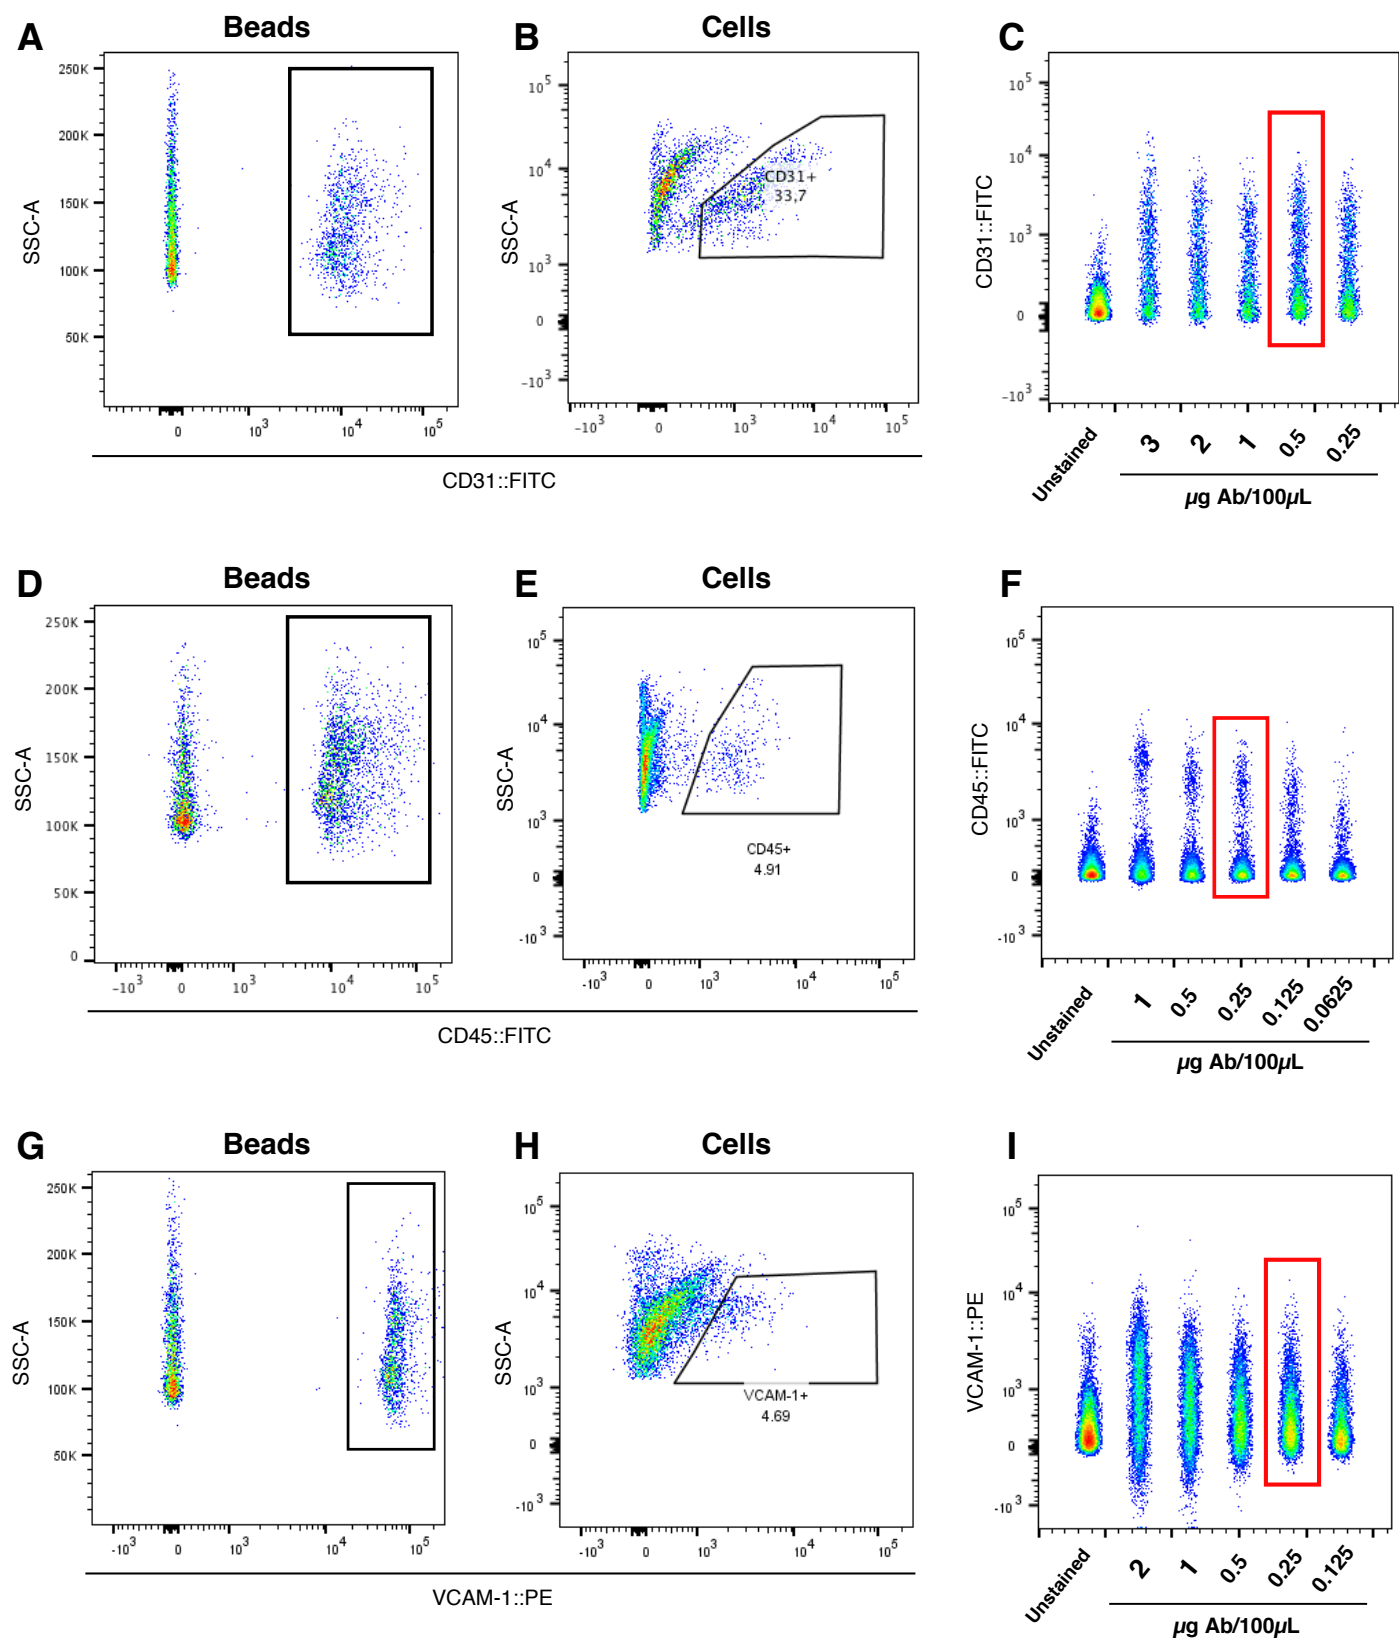 A
Beads
B
Cells
C
250K
200K
150K
100K
50K
SSC-A
0
10^3
10^4
10^5
10^5
10^4
10^3
0
-10^3
SSC-A
CD31+
33,7
-10^3
0
10^3
10^4
10^5
CD31::FITC
10^5
10^4
10^3
0
-10^3
CD31::FITC
Unstained
3
2
1
0.5
0.25
µg Ab/100µL
D
Beads
E
Cells
F
250K
200K
150K
100K
50K
0
SSC-A
-10^3
0
10^3
10^4
10^5
10^5
10^4
10^3
0
-10^3
SSC-A
CD45+
4.91
-10^3
0
10^3
10^4
10^5
CD45::FITC
10^5
10^4
10^3
0
-10^3
CD45::FITC
Unstained
1
0.5
0.25
0.125
0.0625
µg Ab/100µL
G
Beads
H
Cells
I
250K
200K
150K
100K
50K
SSC-A
-10^3
0
10^3
10^4
10^5
10^5
10^4
10^3
0
-10^3
SSC-A
VCAM-1+
4.69
-10^3
0
10^3
10^4
10^5
VCAM-1::PE
10^5
10^4
10^3
0
-10^3
VCAM-1::PE
Unstained
2
1
0.5
0.25
0.125
µg Ab/100µL